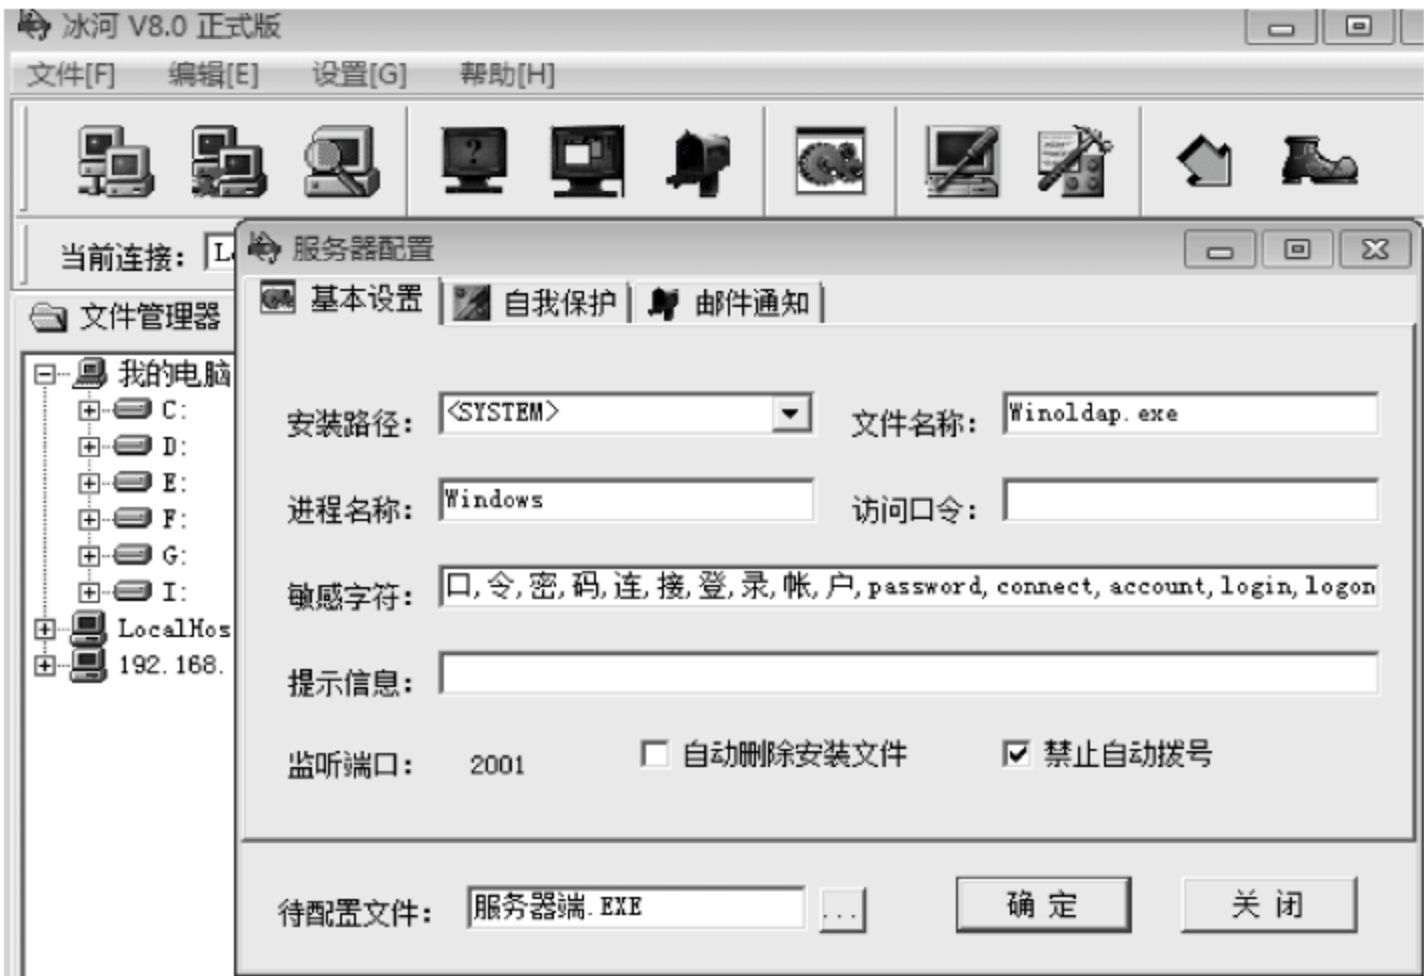 冰河 V8.0 正式版
文件[F] 编辑[E] 设置[G] 帮助[H]
?
当前连接: L
服务器配置
基本设置 自我保护 邮件通知
文件管理器
我的电脑
C:
D:
E:
F:
G:
I:
LocalHos
192.168.
安装路径: <SYSTEM> 文件名称: Winoldap.exe
进程名称: Windows 访问口令:
敏感字符: 口,令,密,码,连,接,登,录,帐,户,password,connect,account,login,logon
提示信息:
监听端口: 2001 自动删除安装文件 禁止自动拨号
待配置文件: 服务器端.EXE ... 确 定 关 闭